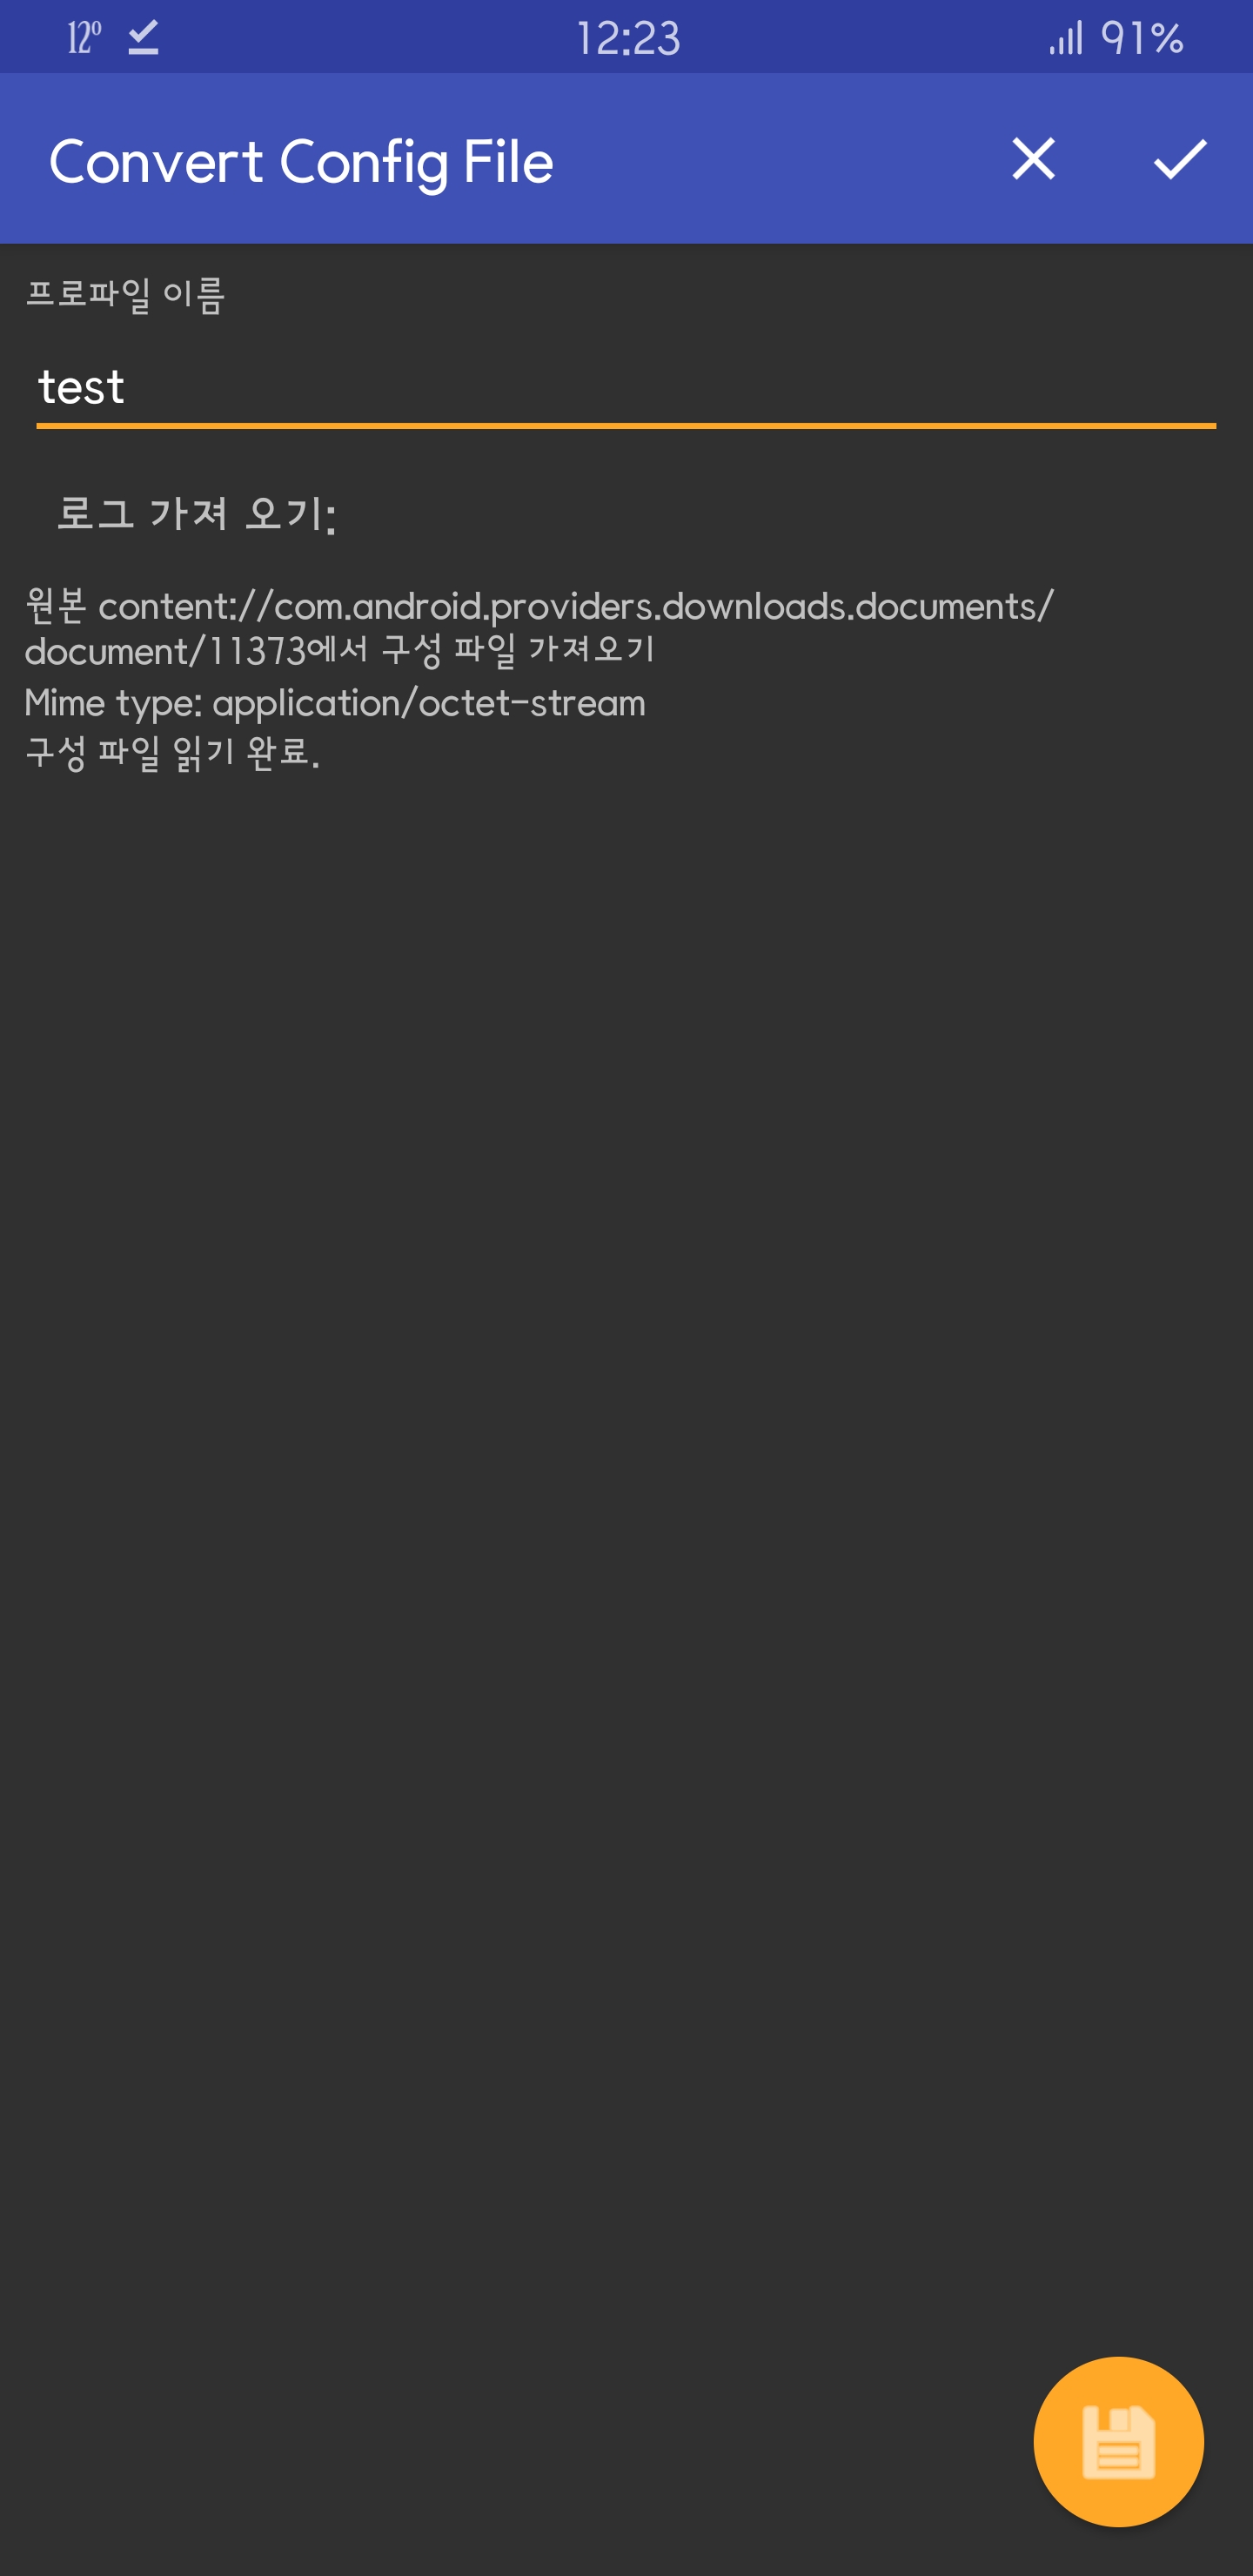 12° 12:23 91%
Convert Config File
프로파일 이름
test
로그 가져 오기:
원본 content://com.android.providers.downloads.documents/
document/11373에서 구성 파일 가져오기
Mime type: application/octet-stream
구성 파일 읽기 완료.